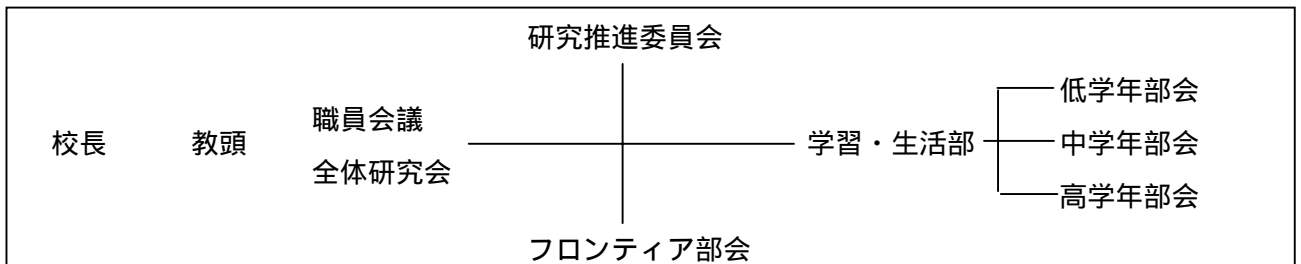 研究推進委員会
校長
教頭
職員会議
全体研究会
学習・生活部
低学年部会
中学年部会
高学年部会
フロンティア部会